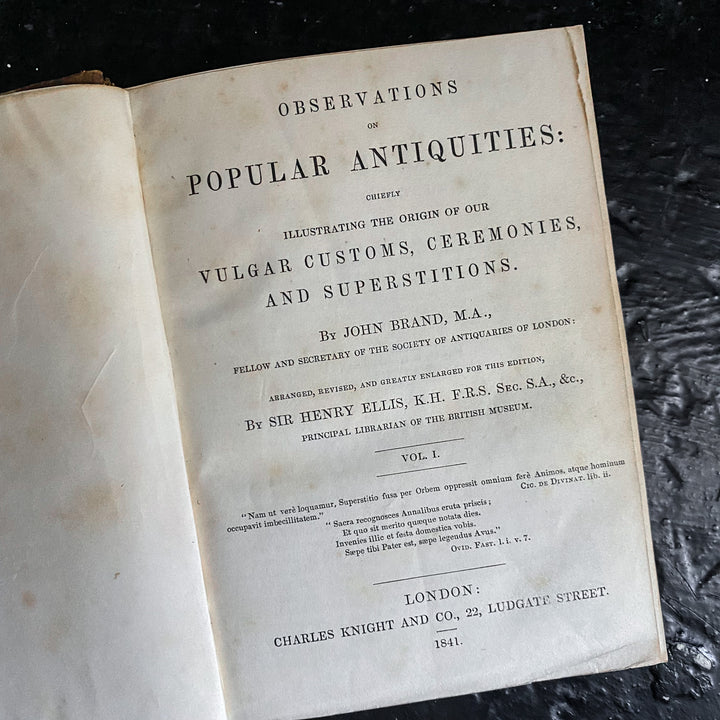 OBSERVATIONS
ON
POPULAR ANTIQUITIES:
CHIEFLY
ILLUSTRATING THE ORIGIN OF OUR
VULGAR CUSTOMS, CEREMONIES,
AND SUPERSTITIONS.
BY JOHN BRAND, M.A.,
FELLOW AND SECRETARY OF THE SOCIETY OF ANTIQUARIES OF LONDON:
ARRANGED, REVISED, AND GREATLY ENLARGED FOR THIS EDITION,
BY SIR HENRY ELLIS, K.H. F.R.S. SEC. S.A., &c.,
PRINCIPAL LIBRARIAN OF THE BRITISH MUSEUM.
VOL. I.
"Nam ut verè loquamur, Superstitio fusa per Orbem oppressit omnium ferè Animos, atque hominum
occupavit imbecillitatem." CIC. DE DIVINAT. lib. ii.
"Sacra recognosces Annalibus eruta priscis;
Et quo sit merito quæque notata dies.
Invenies illic et festa domestica vobis.
Sæpe tibi Pater est, sæpe legendus Avus."
OVID. FAST. l. i. v. 7.
LONDON:
CHARLES KNIGHT AND CO., 22, LUDGATE STREET.
1841.